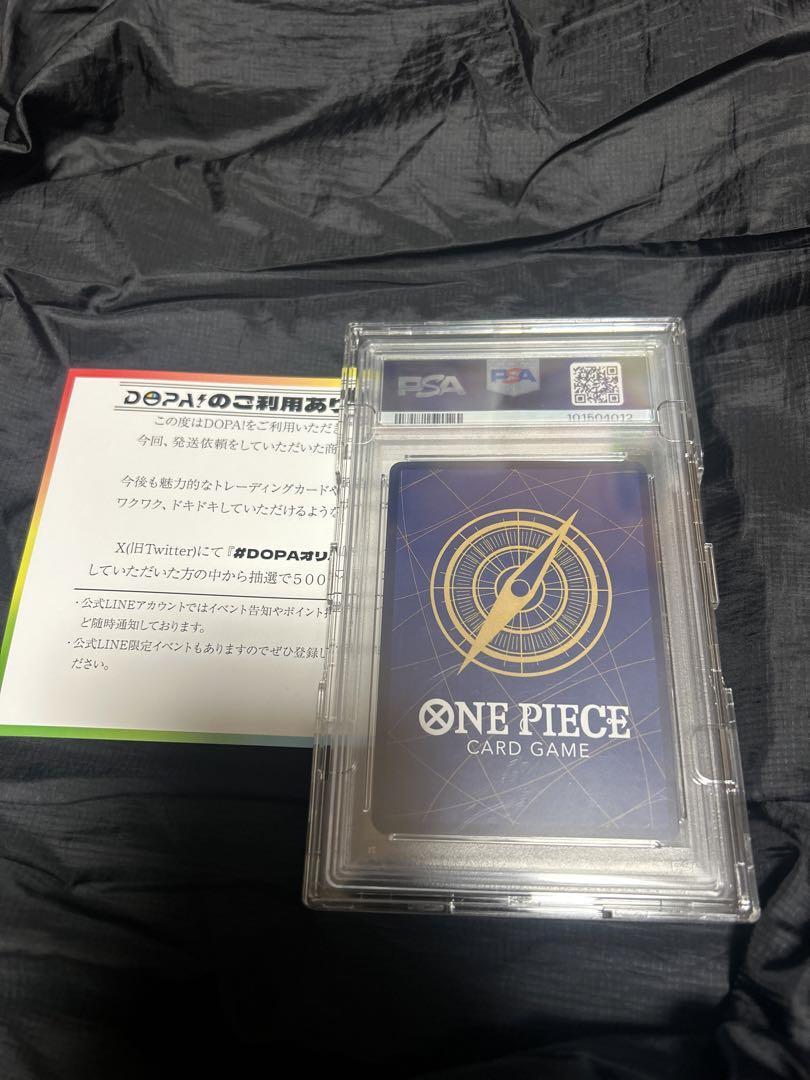 DOPA!のご利用あり
この度はDOPA!をご利用いただき
今回、発送依頼をしていただいた商
今後も魅力的なトレーディングカードや
ワクワク、ドキドキしていただけるような
X(旧Twitter)にて『#DOPAオリ
していただいた方の中から抽選で500
・公式LINEアカウントではイベント告知やポイント
ど随時通知しております。
・公式LINE限定イベントもありますのでぜひ登録し
ださい。
PSA
PSA
101504012
ONE PIECE
CARD GAME